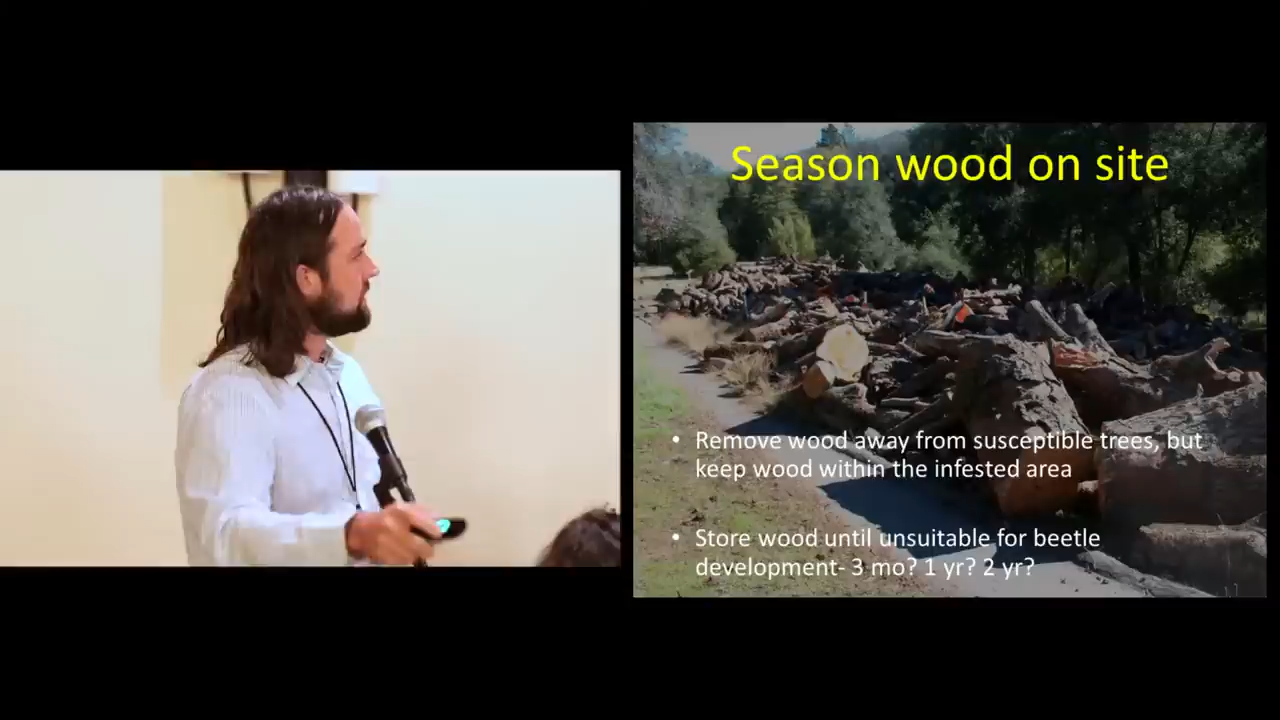 Season wood on site
• Remove wood away from susceptible trees, but
keep wood within the infested area
• Store wood until unsuitable for beetle
development- 3 mo? 1 yr? 2 yr?